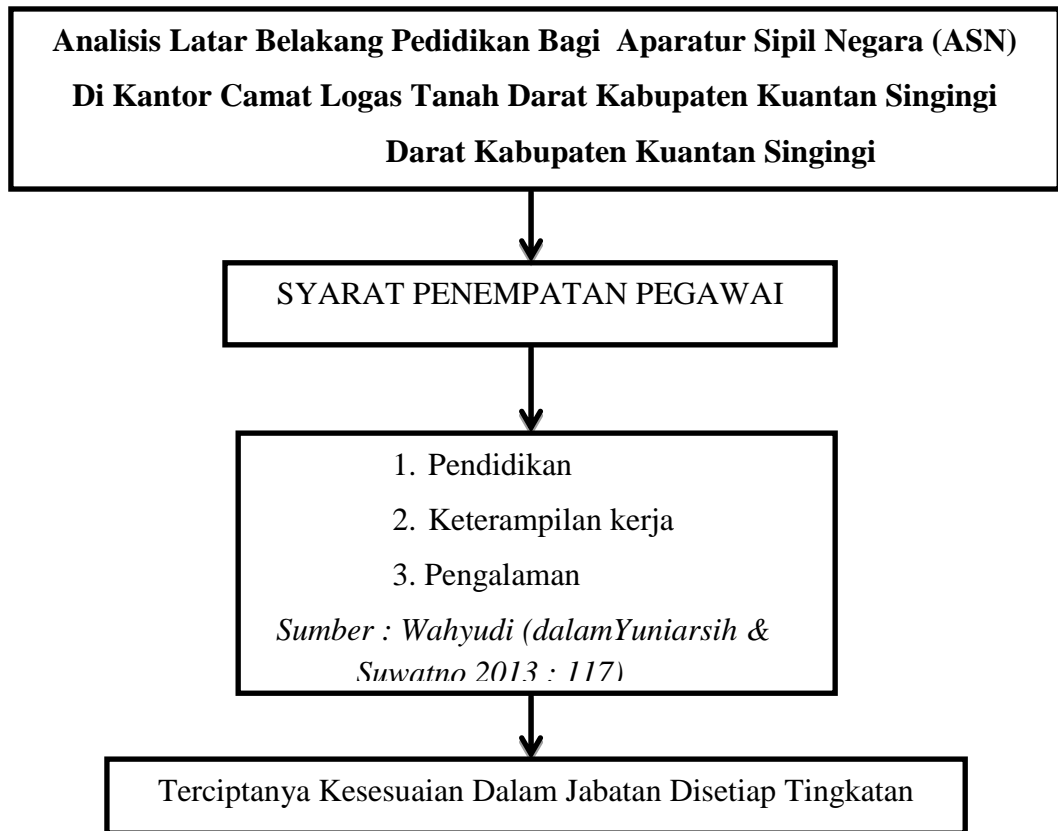 Analisis Latar Belakang Pedidikan Bagi Aparatur Sipil Negara (ASN)
Di Kantor Camat Logas Tanah Darat Kabupaten Kuantan Singingi
Darat Kabupaten Kuantan Singingi
SYARAT PENEMPATAN PEGAWAI
1. Pendidikan
2. Keterampilan kerja
3. Pengalaman
Sumber : Wahyudi (dalamYuniarsih &
Suwatno 2013 : 117)
Terciptanya Kesesuaian Dalam Jabatan Disetiap Tingkatan